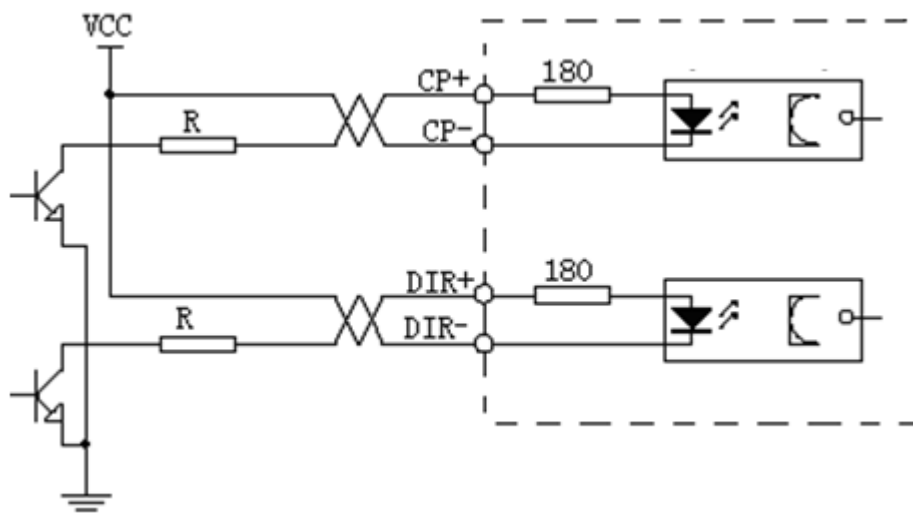 VCC
CP+
180
R
CP-
DIR+
180
R
DIR-